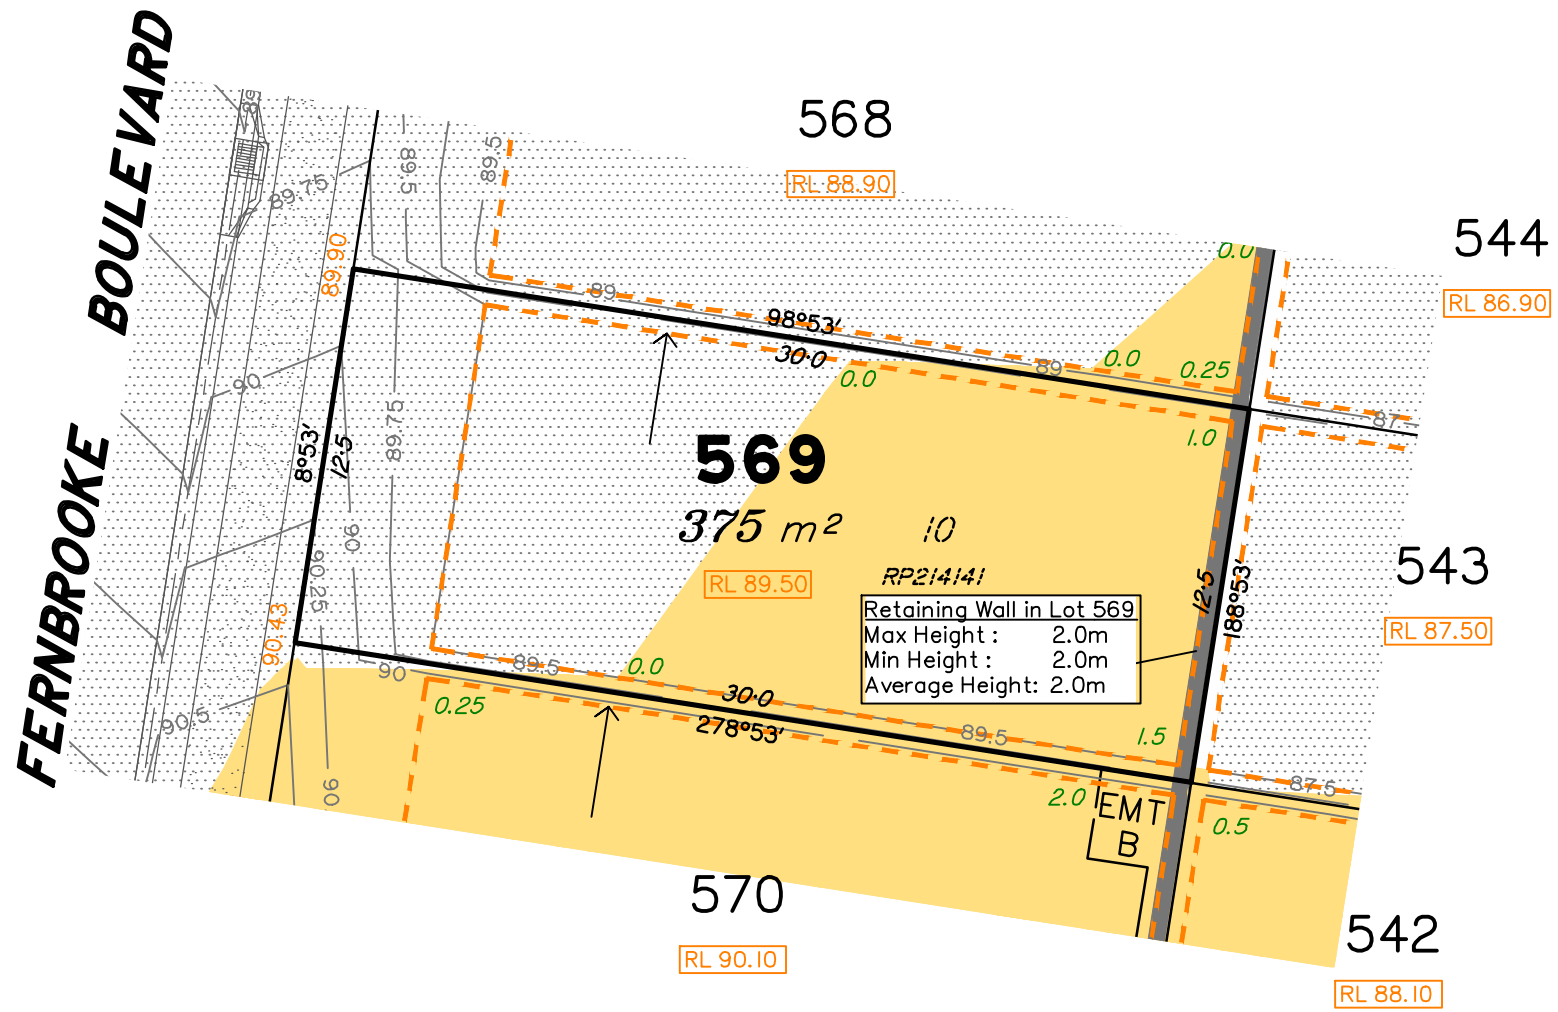 BOULEVARD
FERNBROOKE
568
RL 88.90
544
RL 86.90
89
89.75
89.5
89.5
89.90
89
98°53'
30·0
0.0
0.0
0.25
0.0
89
87
1.0
90
89.75
8°53'
12·5
569
375 m²
10
RP214141
RL 89.50
543
RL 87.50
90
90.25
90.43
12·5
188°53'
Retaining Wall in Lot 569
Max Height : 2.0m
Min Height : 2.0m
Average Height: 2.0m
90
89.5
0.0
30·0
278°53'
89.5
1.5
0.25
90.5
90
2.0
EMT
B
87.5
0.5
570
RL 90.10
542
RL 88.10